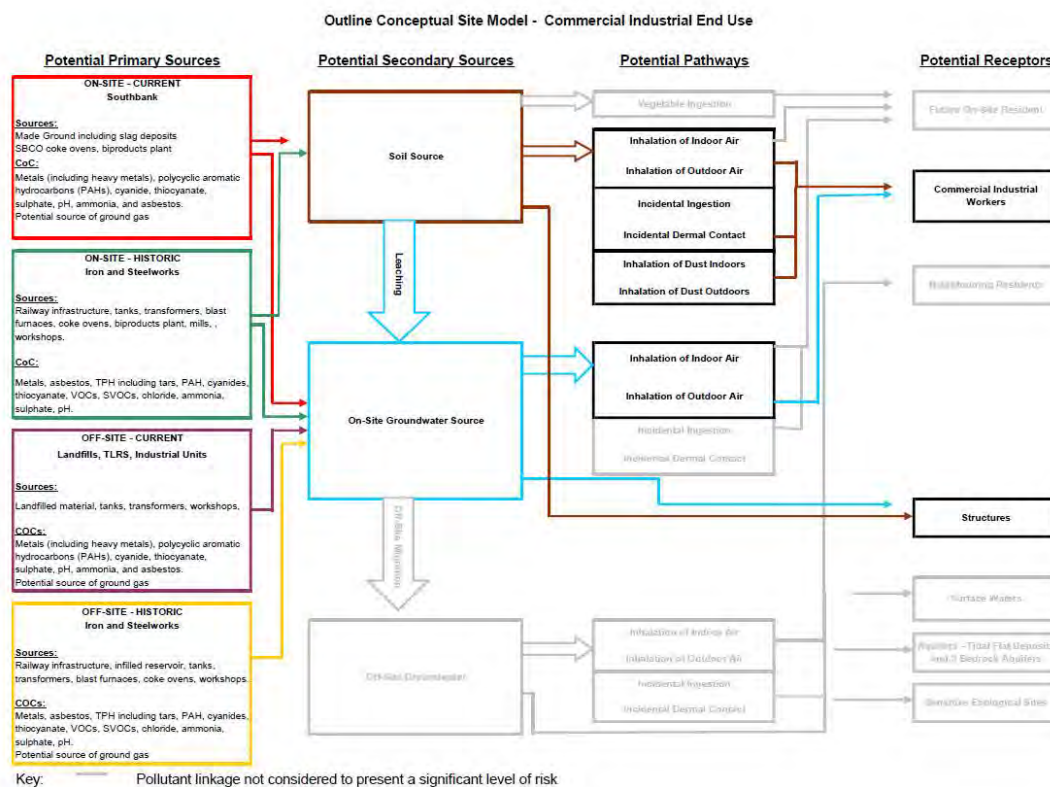 Outline Conceptual Site Model - Commercial Industrial End Use
Potential Primary Sources
Potential Secondary Sources
Potential Pathways
Potential Receptors
ON-SITE - CURRENT
Southbank
Sources:
Made Ground including slag deposits
SBCO coke ovens, biproducts plant
CoC:
Metals (including heavy metals), polycyclic aromatic
hydrocarbons (PAHs), cyanide, thiocyanate,
sulphate, pH, ammonia, and asbestos.
Potential source of ground gas
ON-SITE - HISTORIC
Iron and Steelworks
Sources:
Railway infrastructure, tanks, transformers, blast
furnaces, coke ovens, biproducts plant, mills, ,
workshops.
CoC:
Metals, asbestos, TPH including tars, PAH, cyanides,
thiocyanate, VOCs, SVOCs, chloride, ammonia,
sulphate, pH.
OFF-SITE - CURRENT
Landfills, TLRS, Industrial Units
Sources:
Landfilled material, tanks, transformers, workshops.
COCs:
Metals (including heavy metals), polycyclic aromatic
hydrocarbons (PAHs), cyanide, thiocyanate,
sulphate, pH, ammonia, and asbestos.
Potential source of ground gas
OFF-SITE - HISTORIC
Iron and Steelworks
Sources:
Railway infrastructure, infilled reservoir, tanks,
transformers, blast furnaces, coke ovens, workshops.
COCs:
Metals, asbestos, TPH including tars, PAH, cyanides,
thiocyanate, VOCs, SVOCs, chloride, ammonia,
sulphate, pH.
Potential source of ground gas
Soil Source
Leaching
On-Site Groundwater Source
Off-Site Migration
Off-Site Groundwater
Vegetable Ingestion
Inhalation of Indoor Air
Inhalation of Outdoor Air
Incidental Ingestion
Incidental Dermal Contact
Inhalation of Dust Indoors
Inhalation of Dust Outdoors
Inhalation of Indoor Air
Inhalation of Outdoor Air
Incidental Ingestion
Incidental Dermal Contact
Inhalation of Indoor Air
Inhalation of Outdoor Air
Incidental Ingestion
Incidental Dermal Contact
Future On-Site Resident
Commercial Industrial
Workers
Neighbouring Residents
Structures
Surface Waters
Aquifers - Tidal Flat Deposits
and Bedrock Aquifers
Sensitive Ecological Sites
Key:
Pollutant linkage not considered to present a significant level of risk